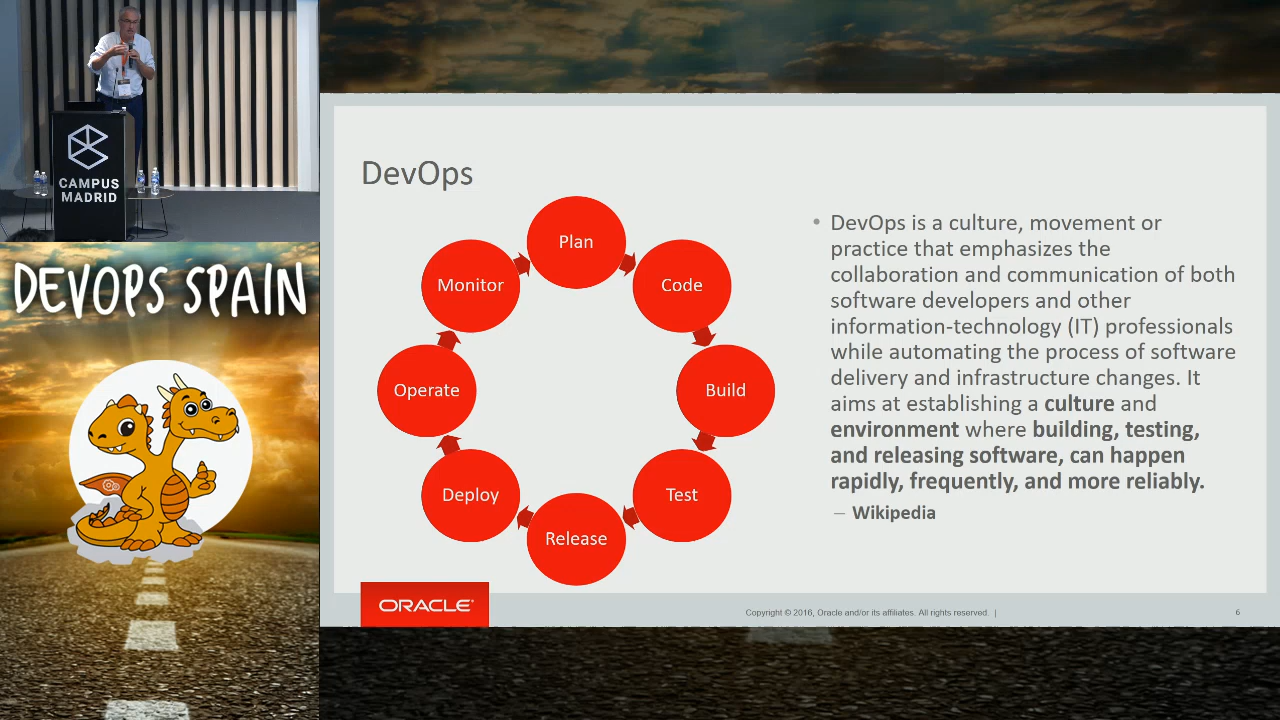 CAMPUS
MADRID
DEVOPS SPAIN
DevOps
Plan
Code
Build
Test
Release
Deploy
Operate
Monitor
• DevOps is a culture, movement or
practice that emphasizes the
collaboration and communication of both
software developers and other
information-technology (IT) professionals
while automating the process of software
delivery and infrastructure changes. It
aims at establishing a culture and
environment where building, testing,
and releasing software, can happen
rapidly, frequently, and more reliably.
– Wikipedia
ORACLE®
Copyright © 2016, Oracle and/or its affiliates. All rights reserved. |
6